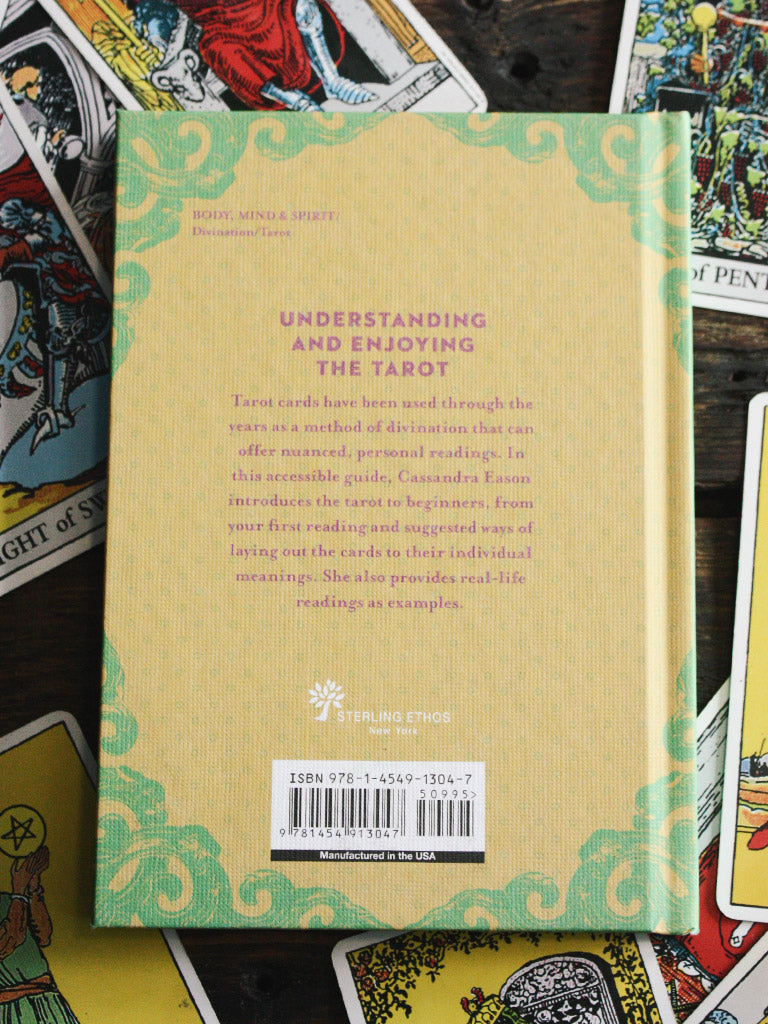 BODY, MIND & SPIRIT/
Divination/Tarot
of PENT
UNDERSTANDING
AND ENJOYING
THE TAROT
Tarot cards have been used through the
years as a method of divination that can
offer nuanced, personal readings. In
this accessible guide, Cassandra Eason
introduces the tarot to beginners, from
your first reading and suggested ways of
laying out the cards to their individual
meanings. She also provides real-life
readings as examples.
IGHT of SW
STERLING ETHOS
New York
ISBN 978-1-4549-1304-7
50995>
9 781454 913047
Manufactured in the USA